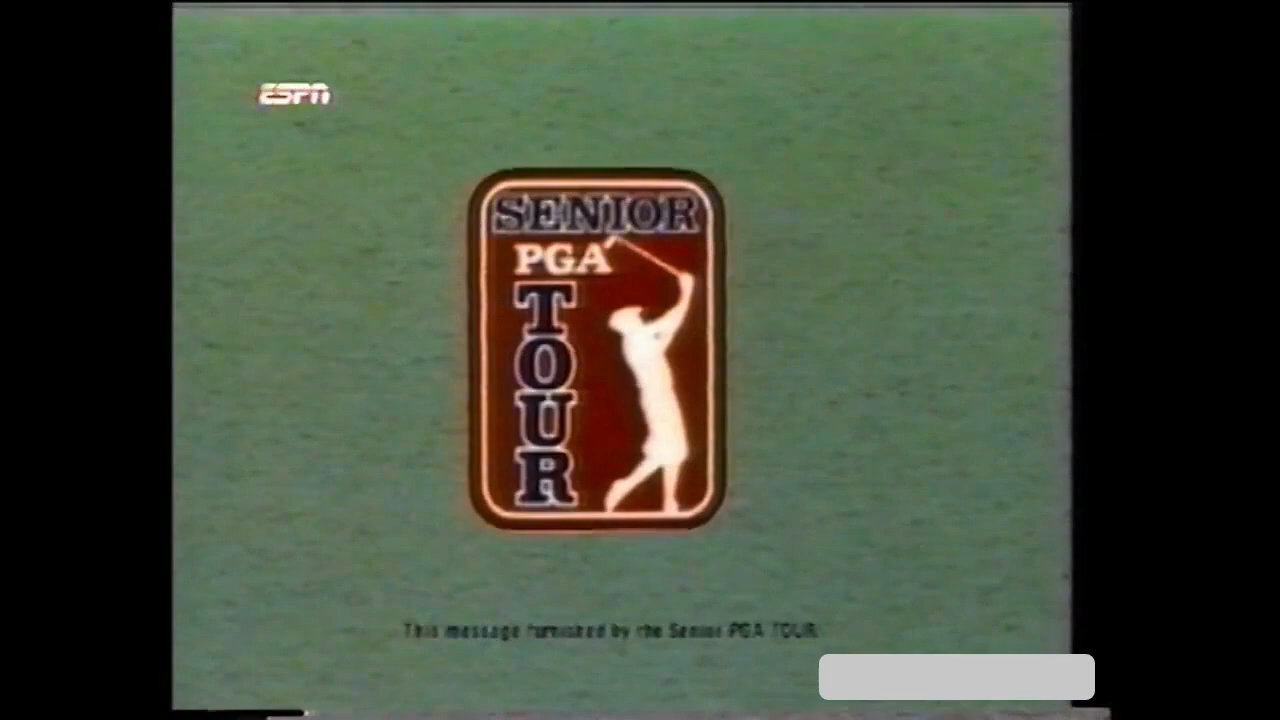 ESPN
SENIOR
PGA
TOUR
This message furnished by the Senior PGA TOUR